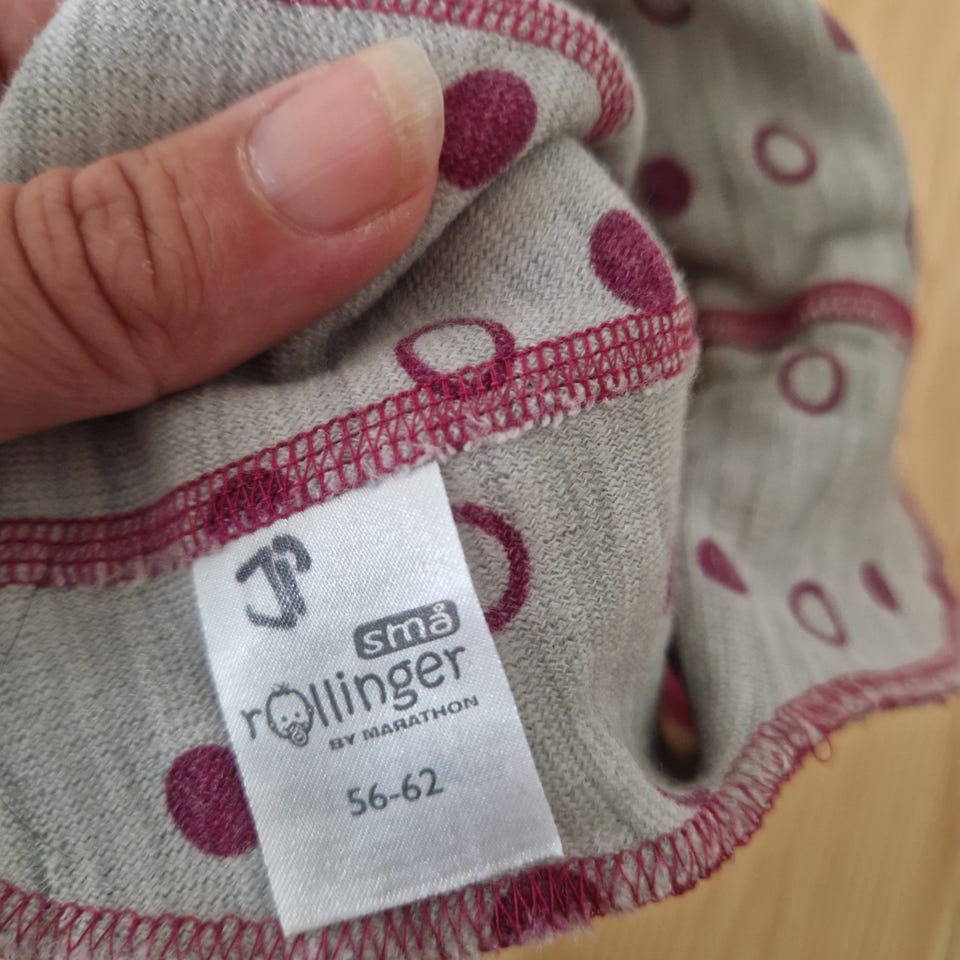 små
rollinger
BY MARATHON
56-62